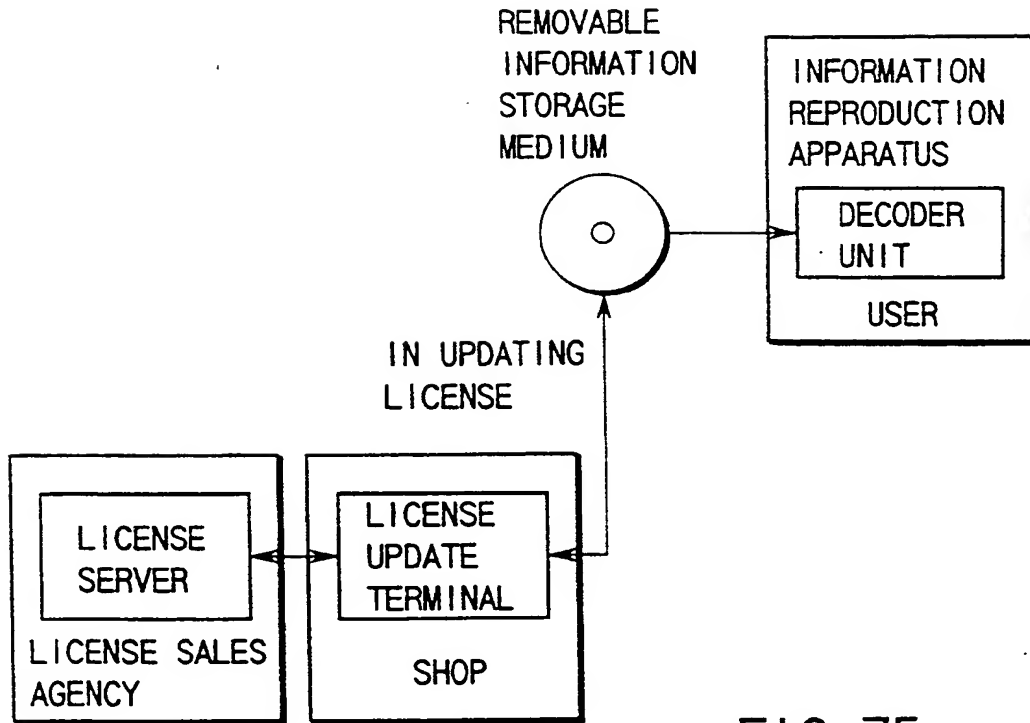 REMOVABLE
INFORMATION
STORAGE
MEDIUM
INFORMATION
REPRODUCTION
APPARATUS
DECODER
UNIT
USER
IN UPDATING
LICENSE
LICENSE
SERVER
LICENSE SALES
AGENCY
LICENSE
UPDATE
TERMINAL
SHOP